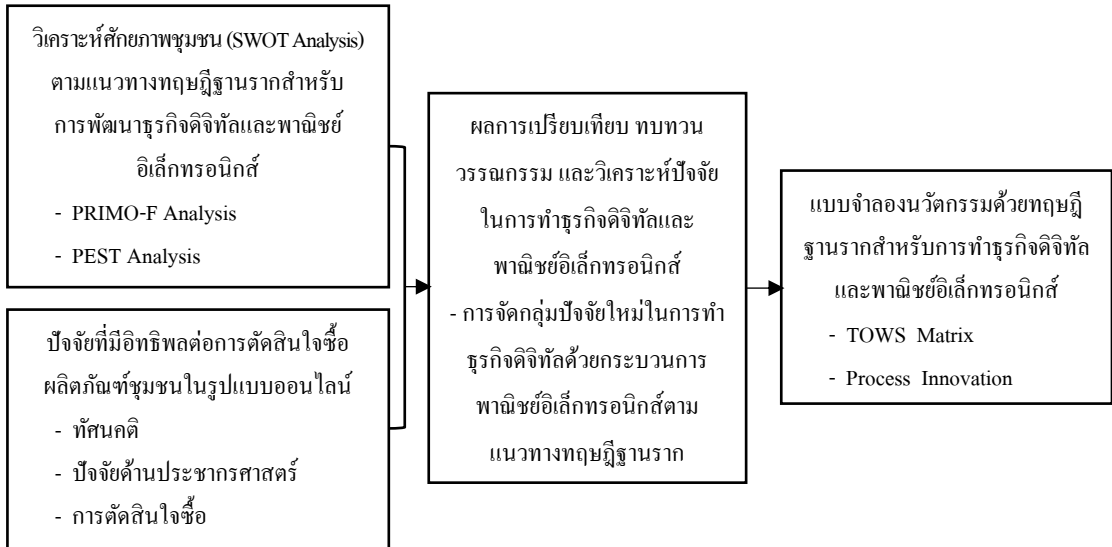 วิเคราะห์ศักยภาพชุมชน (SWOT Analysis)
ตามแนวทางทฤษฎีฐานรากสำหรับ
การพัฒนาธุรกิจดิจิทัลและพาณิชย์
อิเล็กทรอนิกส์
- PRIMO-F Analysis
- PEST Analysis
ปัจจัยที่มีอิทธิพลต่อการตัดสินใจซื้อ
ผลิตภัณฑ์ชุมชนในรูปแบบออนไลน์
- ทัศนคติ
- ปัจจัยด้านประชากรศาสตร์
- การตัดสินใจซื้อ
ผลการเปรียบเทียบ ทบทวน
วรรณกรรม และวิเคราะห์ปัจจัย
ในการทำธุรกิจดิจิทัลและ
พาณิชย์อิเล็กทรอนิกส์
- การจัดกลุ่มปัจจัยใหม่ในการทำ
ธุรกิจดิจิทัลด้วยกระบวนการ
พาณิชย์อิเล็กทรอนิกส์ตาม
แนวทางทฤษฎีฐานราก
แบบจำลองนวัตกรรมด้วยทฤษฎี
ฐานรากสำหรับการทำธุรกิจดิจิทัล
และพาณิชย์อิเล็กทรอนิกส์
- TOWS Matrix
- Process Innovation